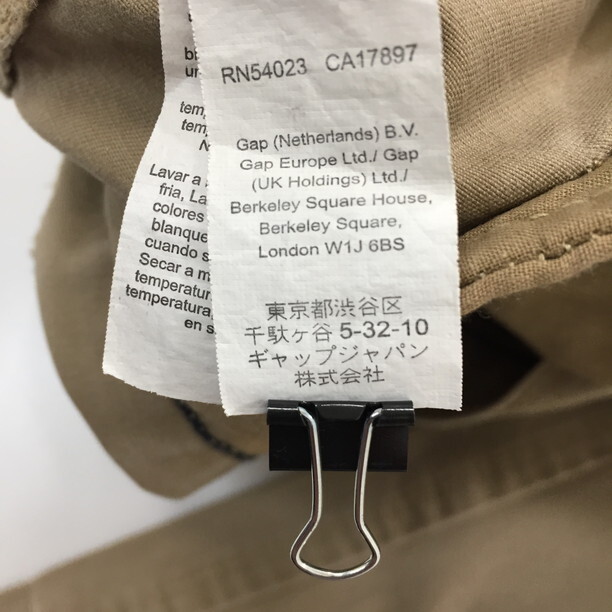 RN54023 CA17897
Gap (Netherlands) B.V.
Gap Europe Ltd./ Gap
(UK Holdings) Ltd./
Berkeley Square House,
Berkeley Square,
London W1J 6BS
東京都渋谷区
千駄ヶ谷 5-32-10
ギャップジャパン
株式会社
Lavar a
fria, La
colores
blanque
cuando s
Secar a m
temperatur
temperatura,
en s